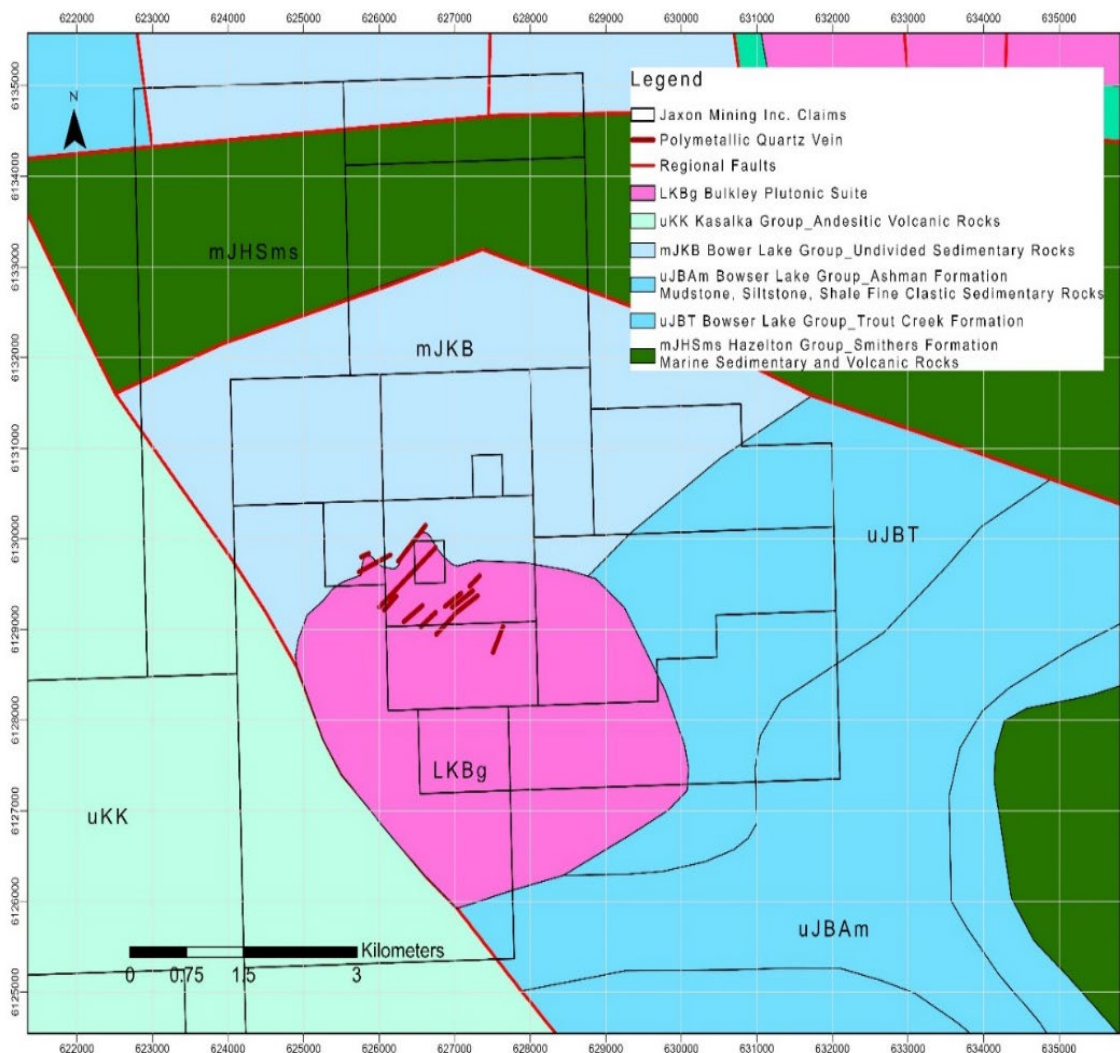 622000 623000 624000 625000 626000 627000 628000 629000 630000 631000 632000 633000 634000 635000
6135000
6134000
6133000
6132000
6131000
6130000
6129000
6128000
6127000
6126000
6125000
N
Legend
Jaxon Mining Inc. Claims
Polymetallic Quartz Vein
Regional Faults
LKBg Bulkley Plutonic Suite
uKK Kasalka Group_Andesitic Volcanic Rocks
mJKB Bower Lake Group_Undivided Sedimentary Rocks
uJBAm Bowser Lake Group_Ashman Formation
Mudstone, Siltstone, Shale Fine Clastic Sedimentary Rocks
uJBT Bowser Lake Group_Trout Creek Formation
mJHSms Hazelton Group_Smithers Formation
Marine Sedimentary and Volcanic Rocks
mJHSms
mJKB
uJBT
LKBg
uKK
uJBAm
Kilometers
0 0.75 1.5 3
622000 623000 624000 625000 626000 627000 628000 629000 630000 631000 632000 633000 634000 635000